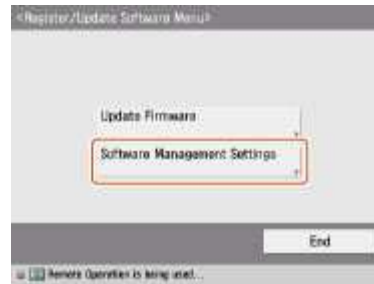 <Register/Update Software Menu>
Update Firmware
Software Management Settings
End
Remote Operation is being used...